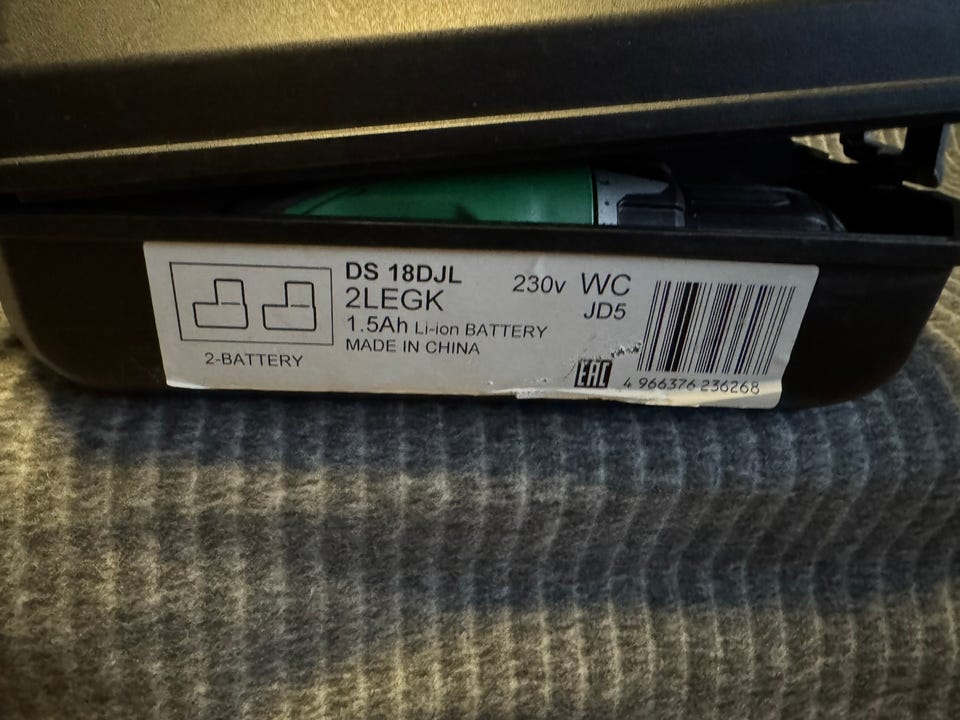 DS 18DJL
2LEGK
1.5Ah Li-ion BATTERY
MADE IN CHINA
2-BATTERY
230v WC
JD5
EAC
4 966376 236268